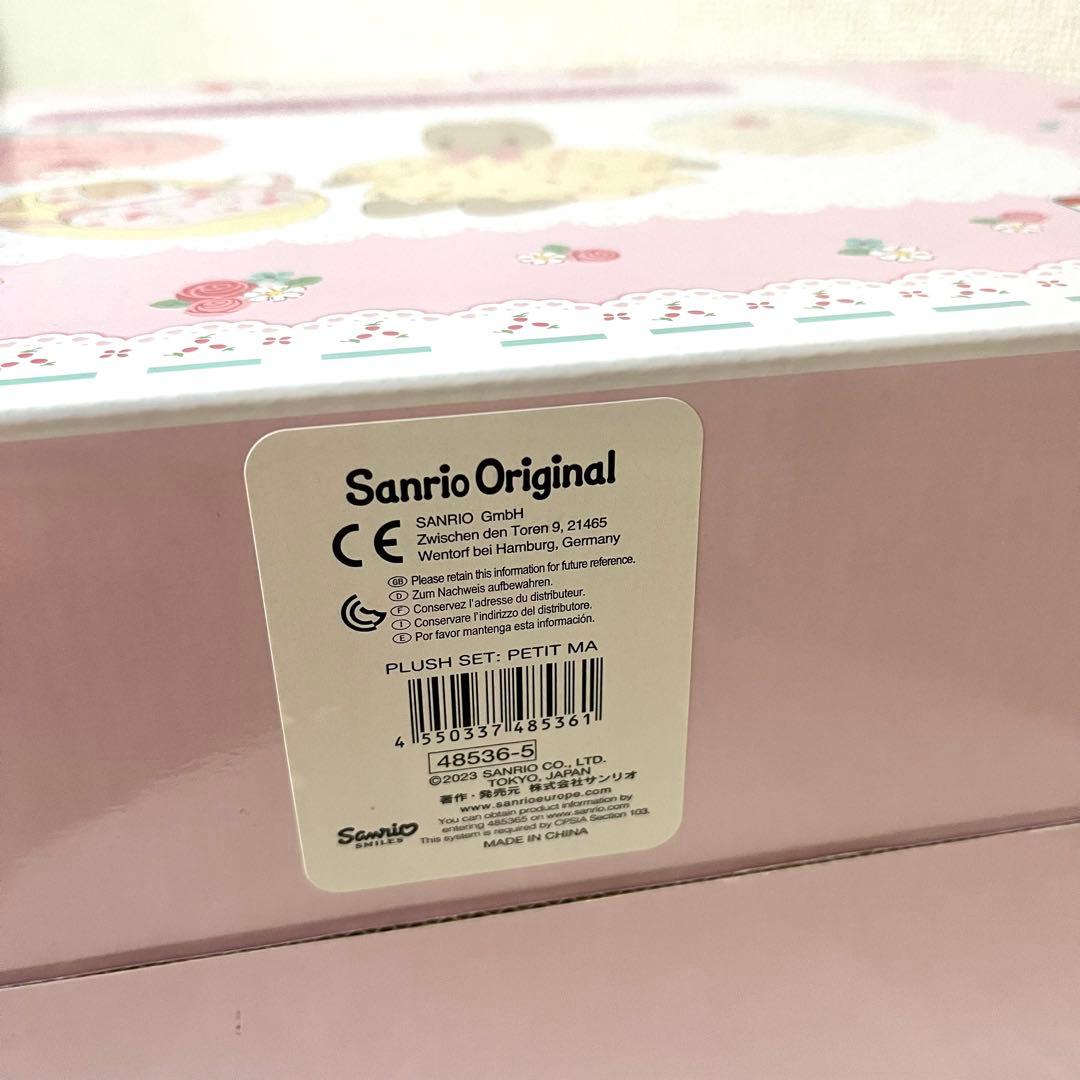 Sanrio Original
CE
SANRIO GmbH
Zwischen den Toren 9, 21465
Wentorf bei Hamburg, Germany
GB Please retain this information for future reference.
D Zum Nachweis aufbewahren.
F Conservez l'adresse du distributeur.
I Conservare l'indirizzo del distributore.
E Por favor mantenga esta información.
PLUSH SET: PETIT MA
4 550337 485361
48536-5
©2023 SANRIO CO., LTD.
TOKYO, JAPAN
著作・発売元 株式会社サンリオ
www.sanrioeurope.com
You can obtain product information by
entering 485365 on www.sanrio.com.
This system is required by CPSIA Section 103.
Sanrio
SMILES
MADE IN CHINA